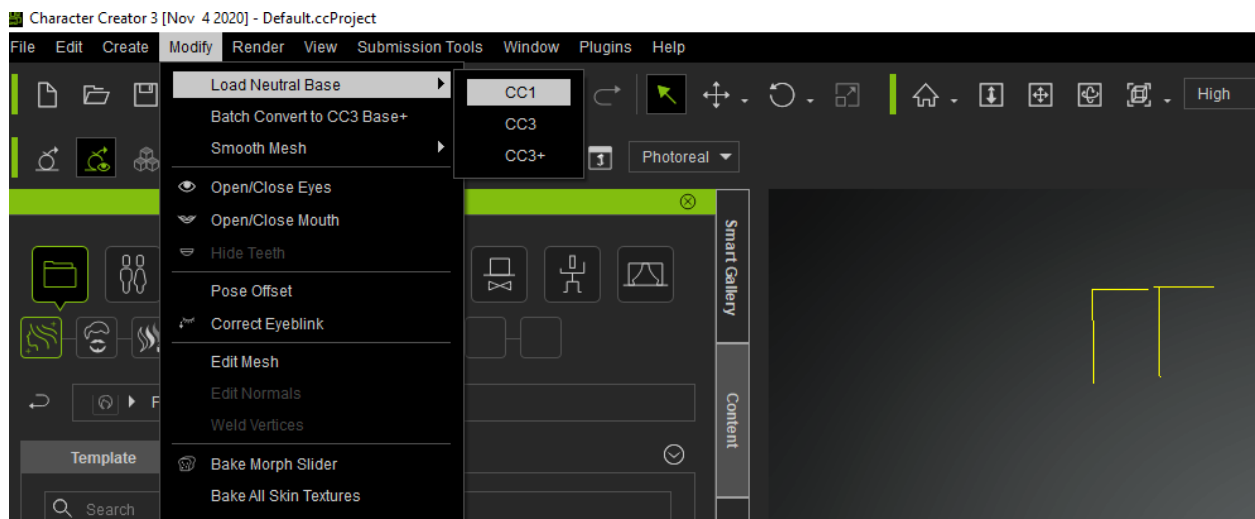 Character Creator 3 [Nov 4 2020] - Default.ccProject
File Edit Create Modify Render View Submission Tools Window Plugins Help
Load Neutral Base
CC1
High
Batch Convert to CC3 Base+
CC3
Smooth Mesh
CC3+
Photoreal
Open/Close Eyes
Open/Close Mouth
Hide Teeth
Smart Gallery
Pose Offset
Correct Eyeblink
Edit Mesh
Edit Normals
F
Content
Weld Vertices
Template
Bake Morph Slider
Search
Bake All Skin Textures